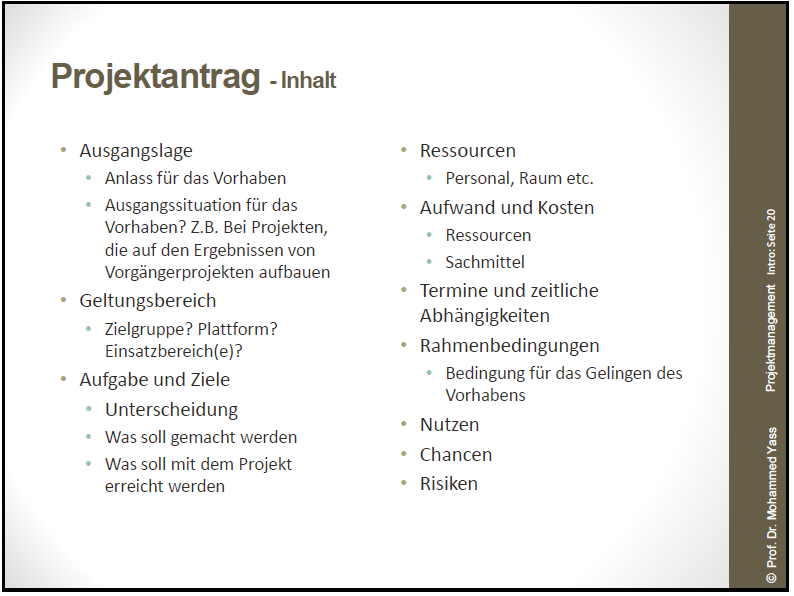 Projektantrag - Inhalt
• Ausgangslage
• Anlass für das Vorhaben
• Ausgangssituation für das
Vorhaben? Z.B. Bei Projekten,
die auf den Ergebnissen von
Vorgängerprojekten aufbauen
• Geltungsbereich
• Zielgruppe? Plattform?
Einsatzbereich(e)?
• Aufgabe und Ziele
• Unterscheidung
• Was soll gemacht werden
• Was soll mit dem Projekt
erreicht werden
• Ressourcen
• Personal, Raum etc.
• Aufwand und Kosten
• Ressourcen
• Sachmittel
• Termine und zeitliche
Abhängigkeiten
• Rahmenbedingungen
• Bedingung für das Gelingen des
Vorhabens
• Nutzen
• Chancen
• Risiken
© Prof. Dr. Mohammed Yass Projektmanagement Intro: Seite 20